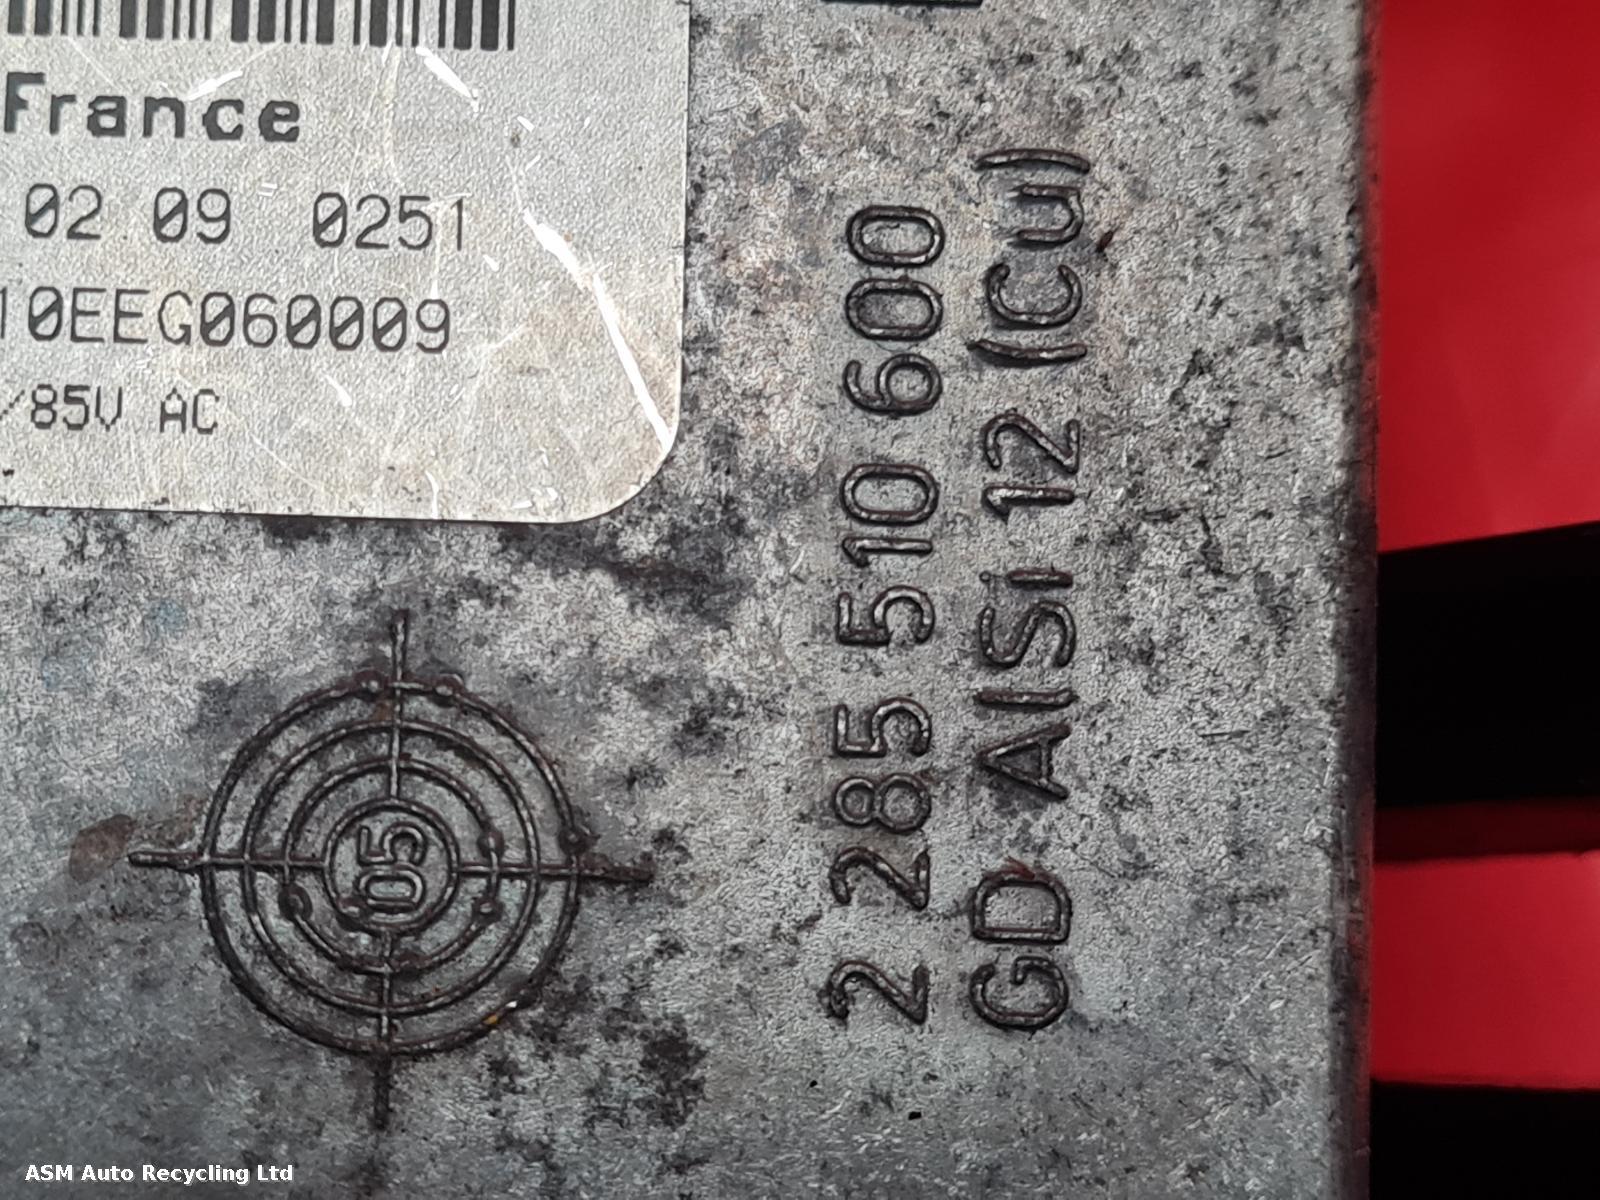 France
02 09 0251
10EEG060009
/85V AC
2 285 510 600
GD AlSi 12 (Cu)
05
ASM Auto Recycling Ltd